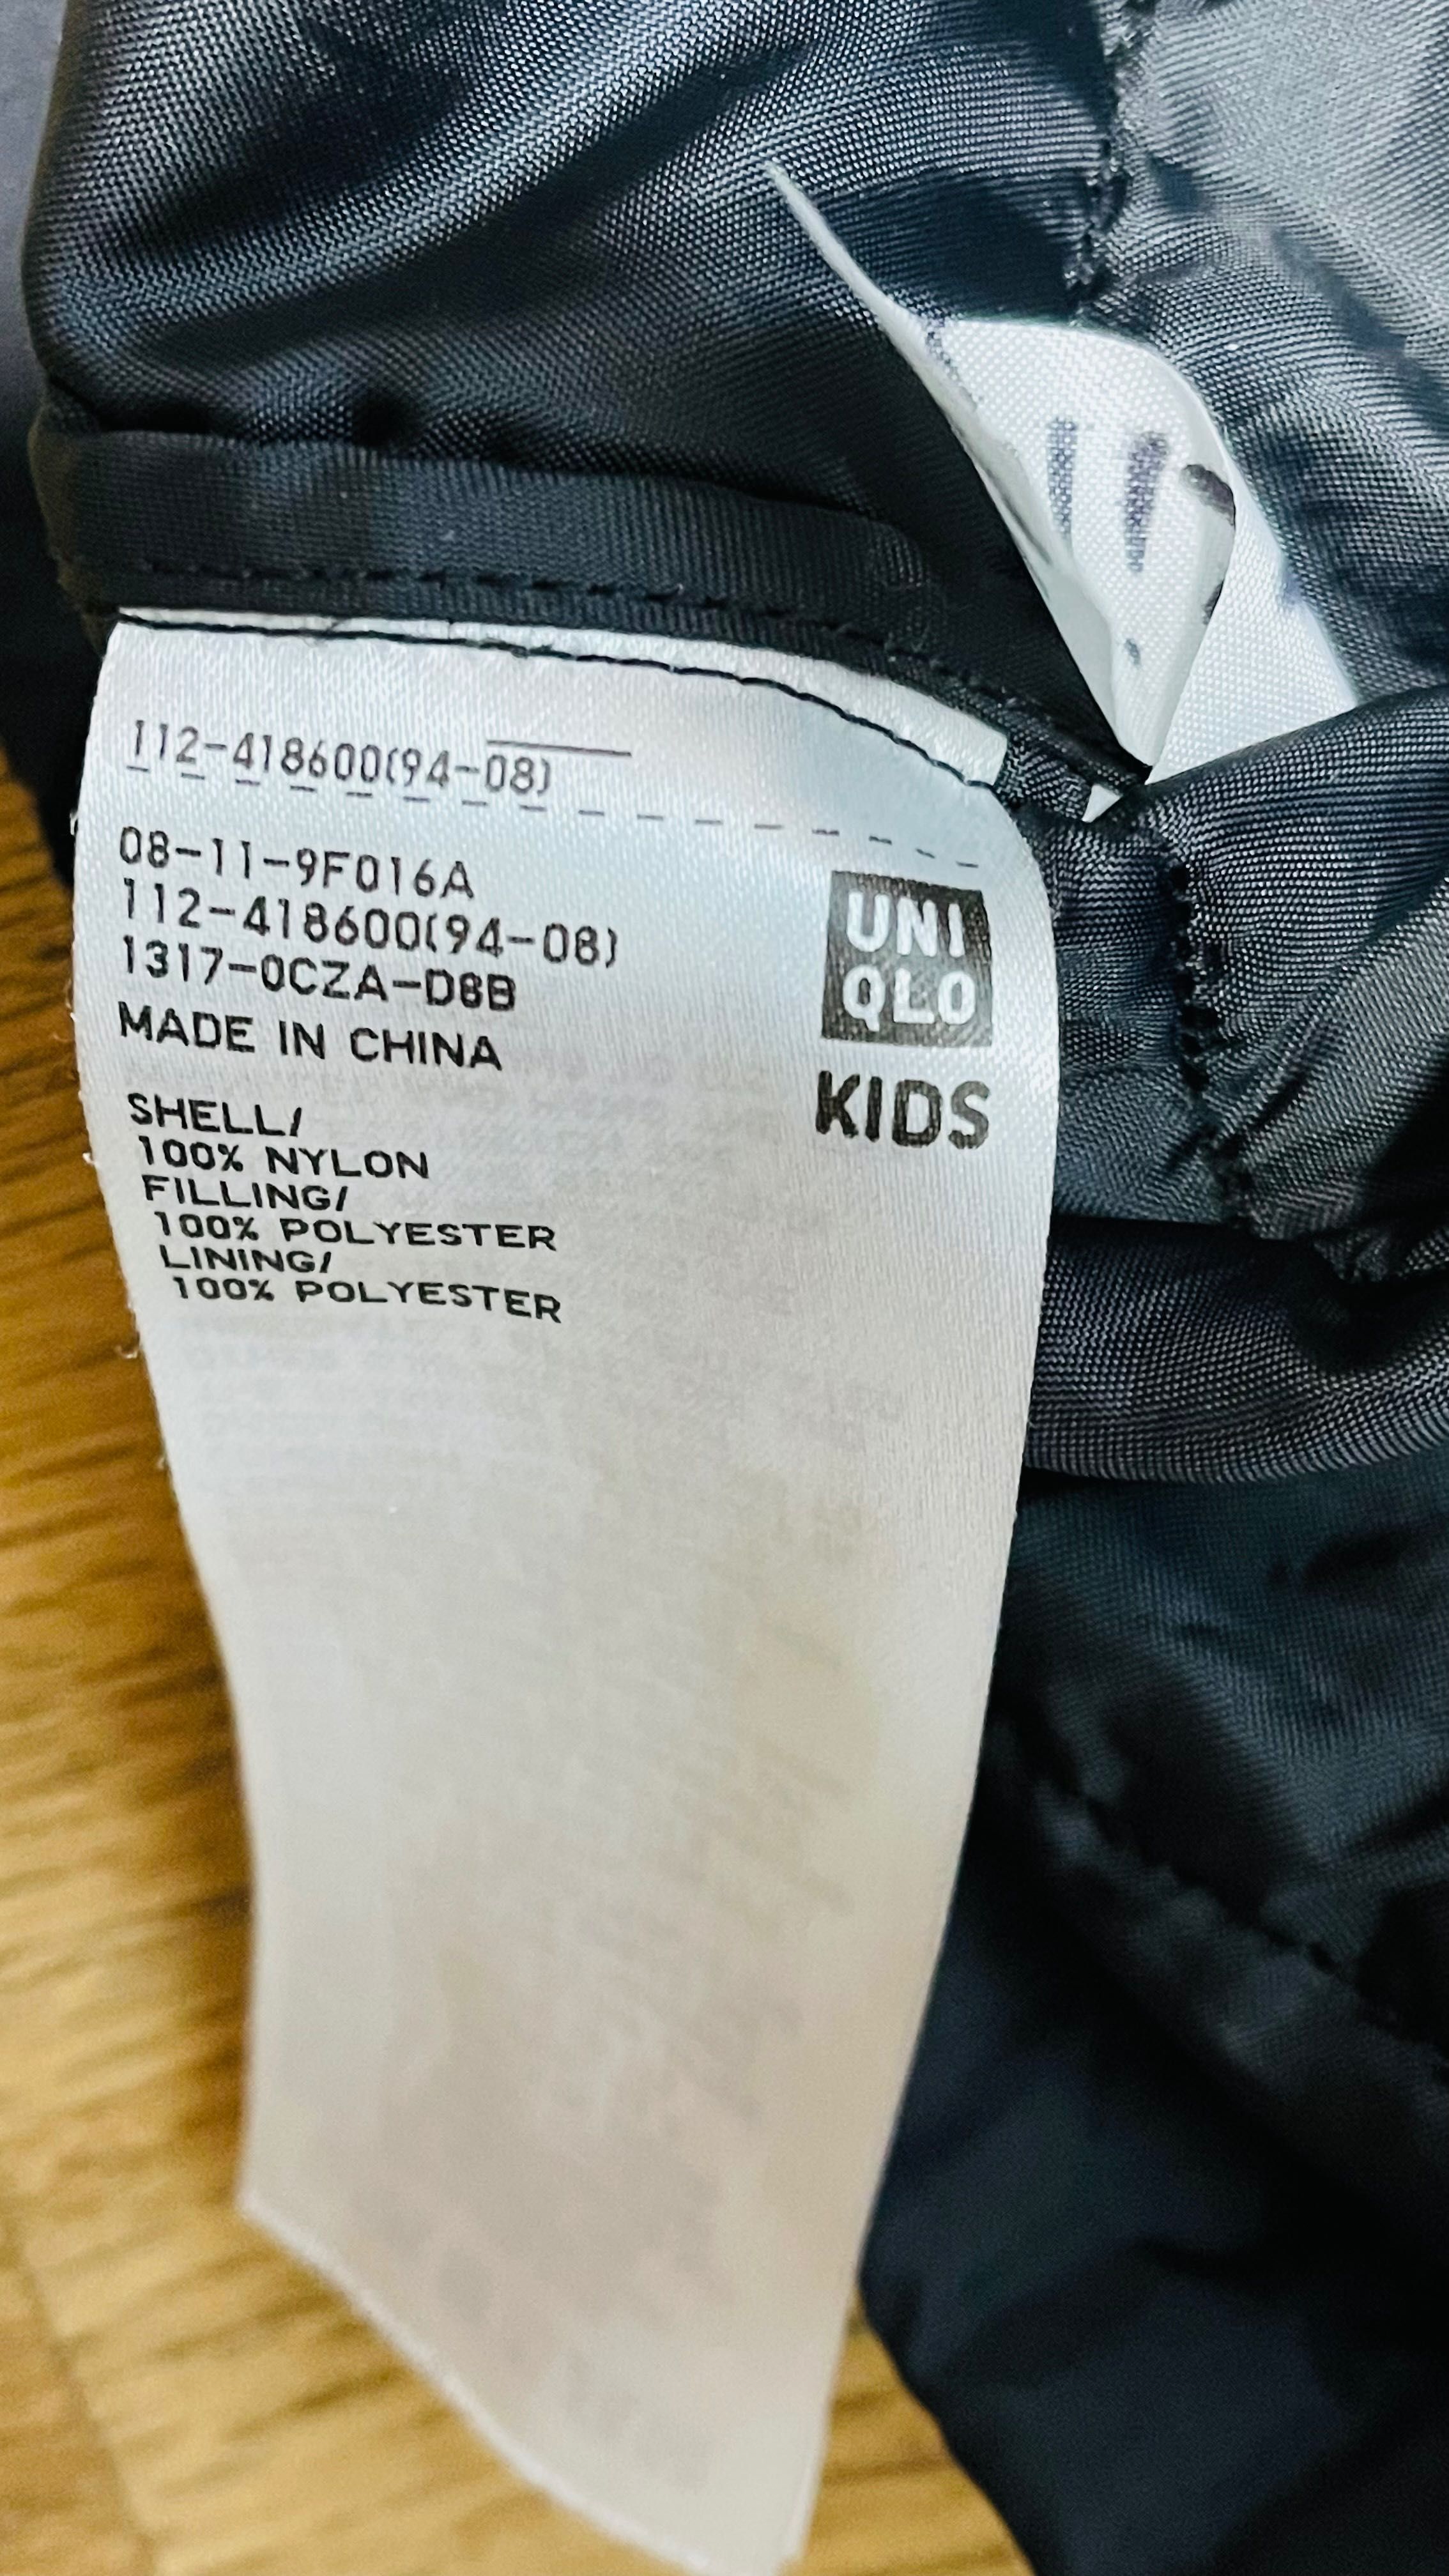 112-418600(94-08)
08-11-9F016A
112-418600(94-08)
1317-0CZA-D8B
MADE IN CHINA
SHELL/
100% NYLON
FILLING/
100% POLYESTER
LINING/
100% POLYESTER
UNI
QLO
KIDS